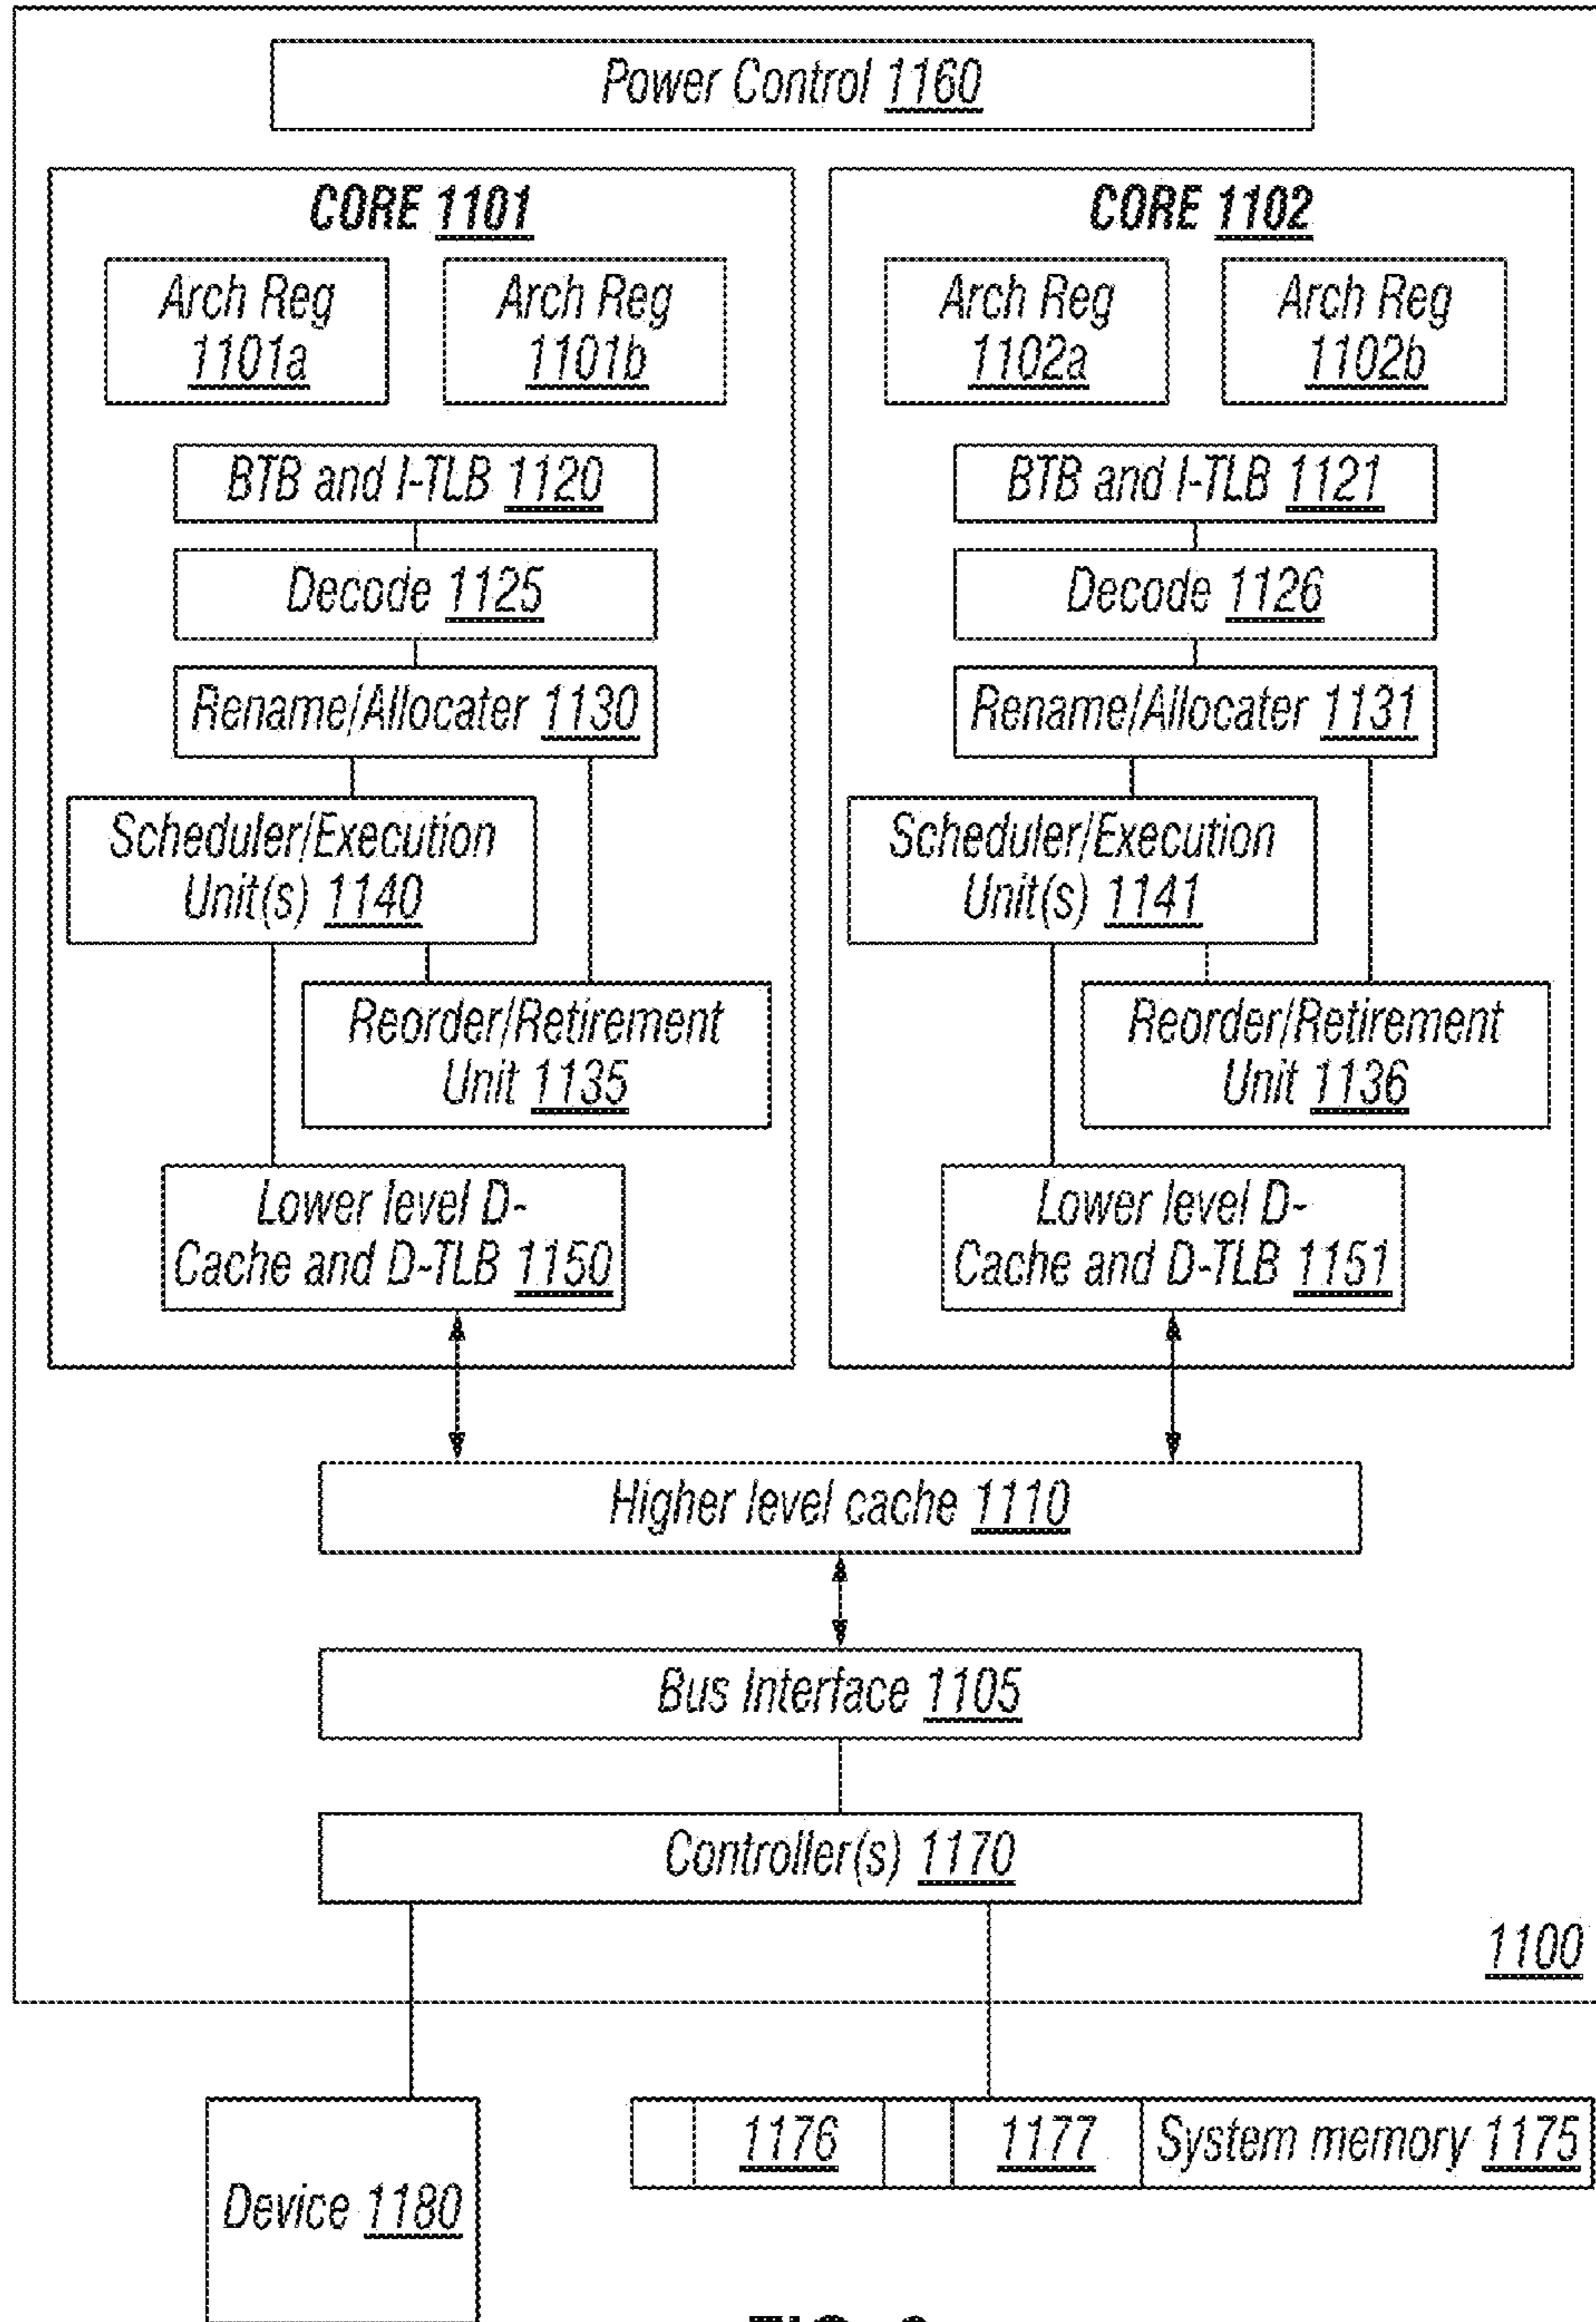 Power Control 1160
CORE 1101
Arch Reg
1101a
Arch Reg
1101b
BTB and I-TLB 1120
Decode 1125
Rename/Allocater 1130
Scheduler/Execution
Unit(s) 1140
Reorder/Retirement
Unit 1135
Lower level D-
Cache and D-TLB 1150
CORE 1102
Arch Reg
1102a
Arch Reg
1102b
BTB and I-TLB 1121
Decode 1126
Rename/Allocater 1131
Scheduler/Execution
Unit(s) 1141
Reorder/Retirement
Unit 1136
Lower level D-
Cache and D-TLB 1151
Higher level cache 1110
Bus Interface 1105
Controller(s) 1170
1100
Device 1180
1176
1177
System memory 1175